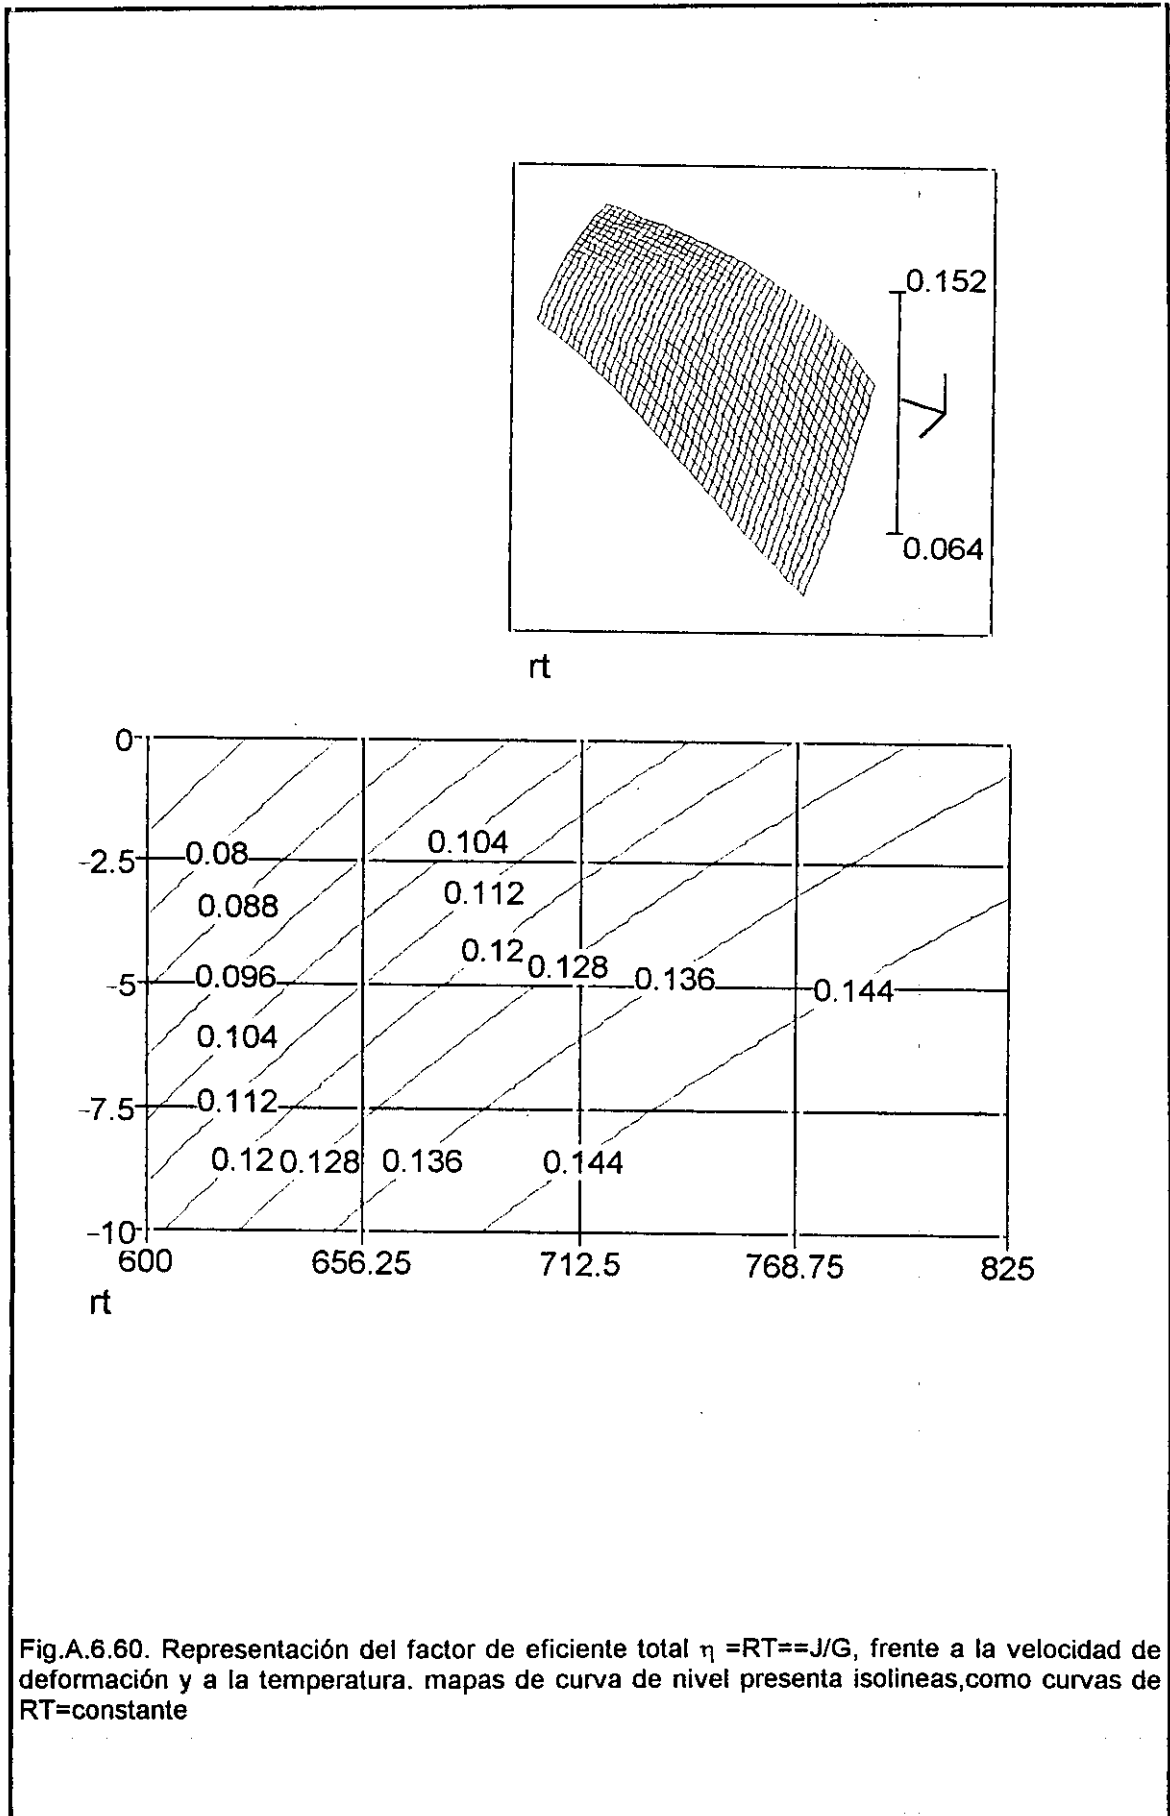 0.152
0.064
rt
0
-2.5
-5
-7.5
-10
0.08
0.104
0.088
0.112
0.12
0.128
0.096
0.136
0.144
0.104
0.112
0.12 0.128 0.136 0.144
600 656.25 712.5 768.75 825
rt
Fig.A.6.60. Representación del factor de eficiente total η =RT==J/G, frente a la velocidad de
deformación y a la temperatura. mapas de curva de nivel presenta isolineas,como curvas de
RT=constante